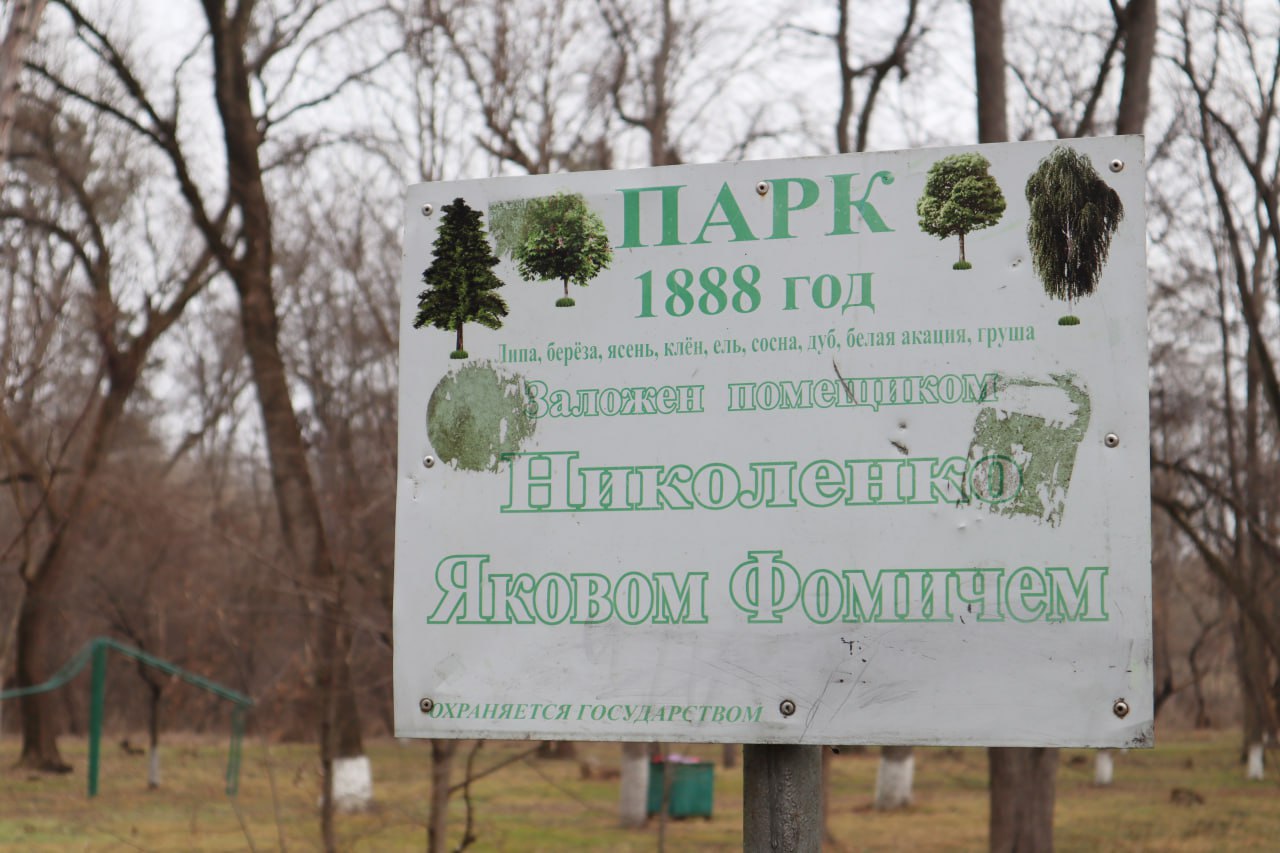 ПАРК
1888 год
Липа, берёза, ясень, клён, ель, сосна, дуб, белая акация, груша
Заложен помещиком
Николенко
Яковом Фомичем
ОХРАНЯЕТСЯ ГОСУДАРСТВОМ